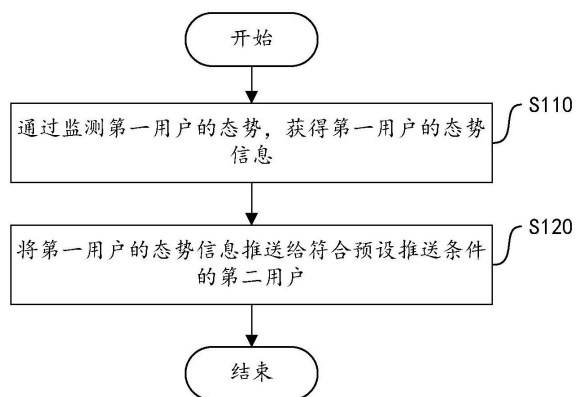 开始
通过监测第一用户的态势，获得第一用户的态势
信息
S110
将第一用户的态势信息推送给符合预设推送条件
的第二用户
S120
结束